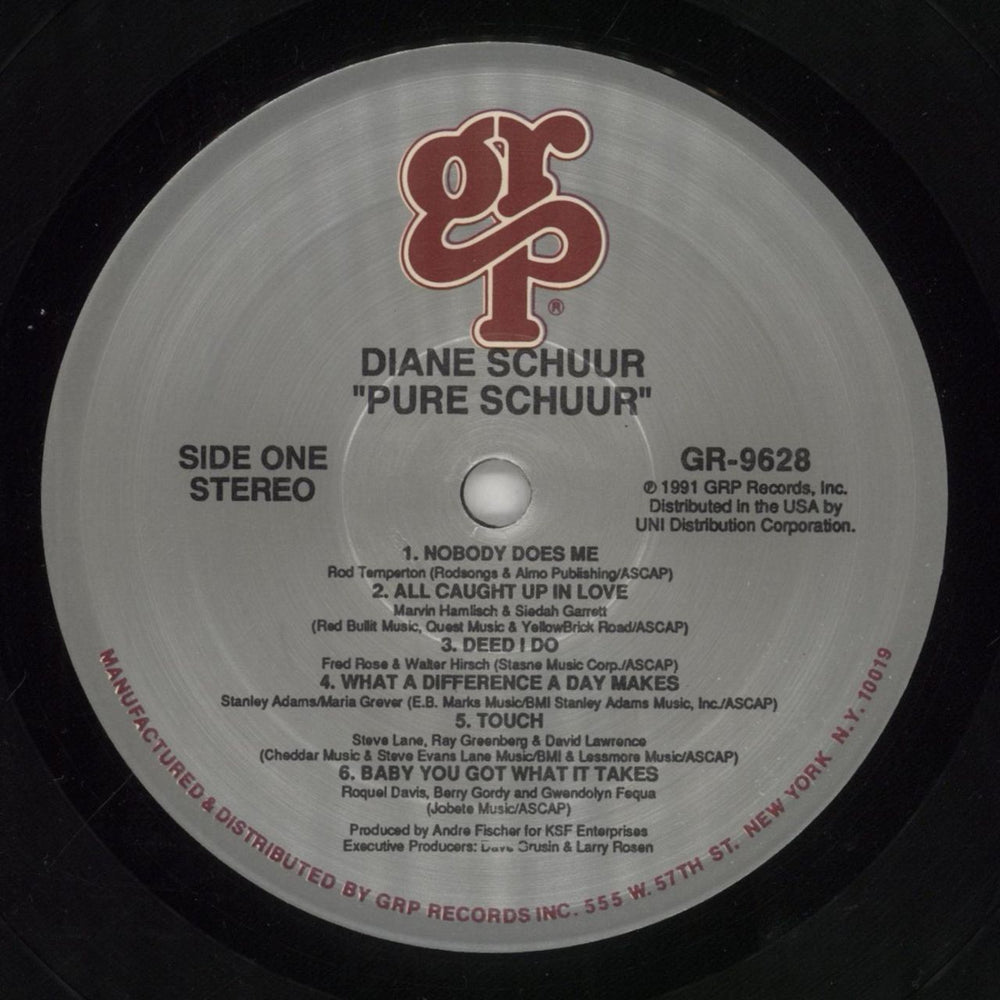 grp®
DIANE SCHUUR
"PURE SCHUUR"
SIDE ONE
STEREO
GR-9628
℗ 1991 GRP Records, Inc.
Distributed in the USA by
UNI Distribution Corporation.
1. NOBODY DOES ME
Rod Temperton (Rodsongs & Almo Publishing/ASCAP)
2. ALL CAUGHT UP IN LOVE
Marvin Hamlisch & Siedah Garrett
(Red Bullit Music, Quest Music & YellowBrick Road/ASCAP)
3. DEED I DO
Fred Rose & Walter Hirsch (Stasne Music Corp./ASCAP)
4. WHAT A DIFFERENCE A DAY MAKES
Stanley Adams/Maria Grever (E.B. Marks Music/BMI Stanley Adams Music, Inc./ASCAP)
5. TOUCH
Steve Lane, Ray Greenberg & David Lawrence
(Cheddar Music & Steve Evans Lane Music/BMI & Lessmore Music/ASCAP)
6. BABY YOU GOT WHAT IT TAKES
Roquel Davis, Berry Gordy and Gwendolyn Fequa
(Jobete Music/ASCAP)
Produced by Andre Fischer for KSF Enterprises
Executive Producers: Dave Grusin & Larry Rosen
MANUFACTURED & DISTRIBUTED BY GRP RECORDS INC. 555 W. 57TH ST. NEW YORK N.Y. 10019